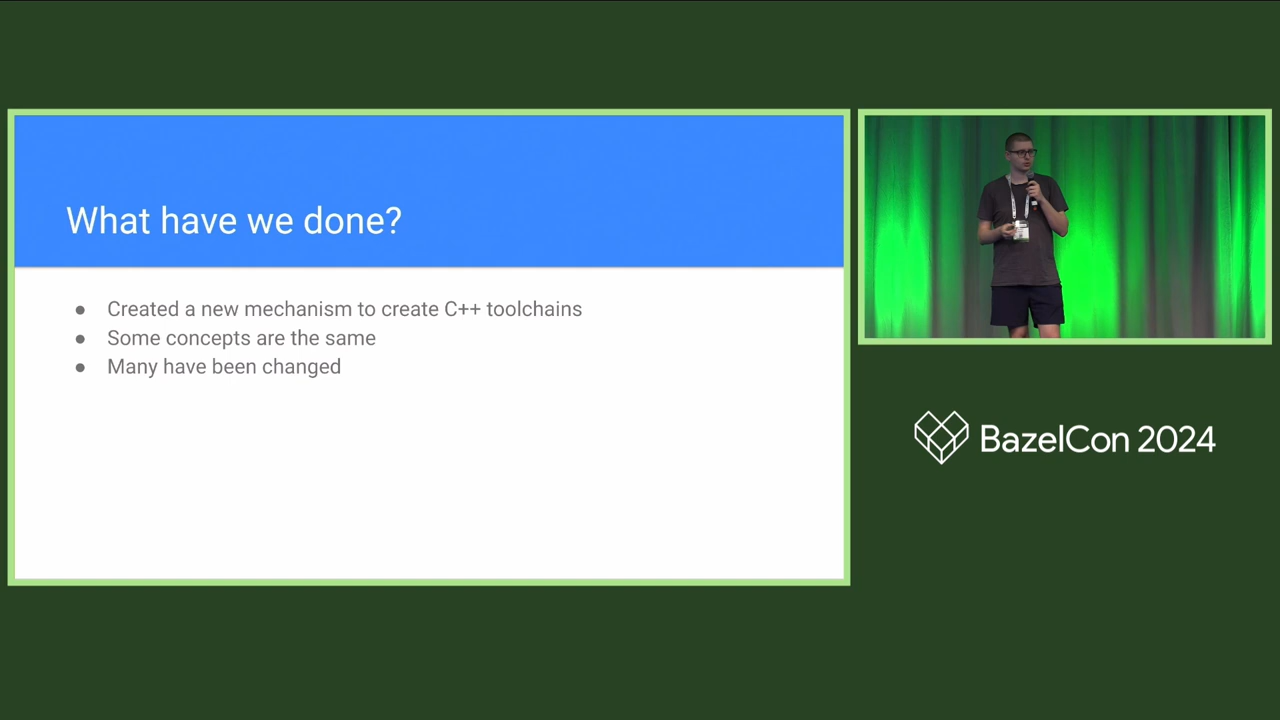 What have we done?
● Created a new mechanism to create C++ toolchains
● Some concepts are the same
● Many have been changed
BazelCon 2024